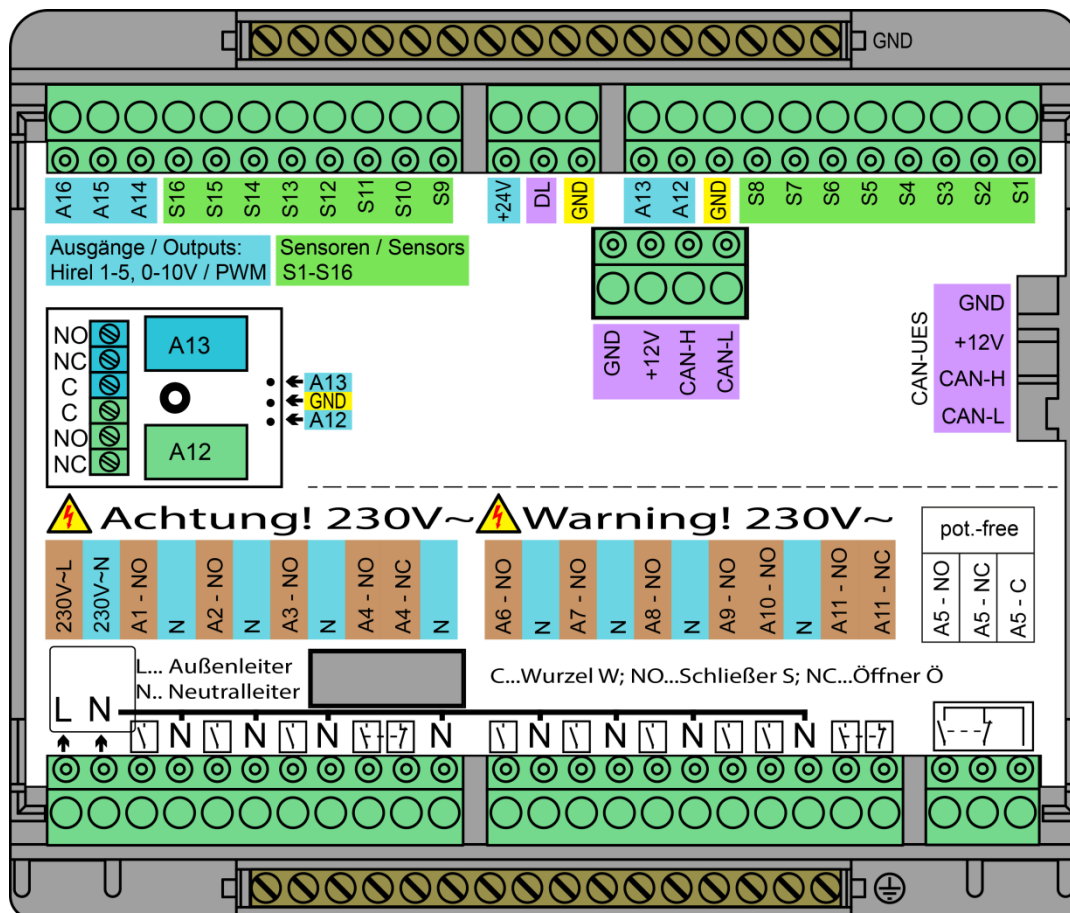 GND
A16 A15 A14 S16 S15 S14 S13 S12 S11 S10 S9 +24V DL GND A13 A12 GND S8 S7 S6 S5 S4 S3 S2 S1
Ausgänge / Outputs:
Hirel 1-5, 0-10V / PWM
Sensoren / Sensors
S1-S16
GND +12V CAN-H CAN-L
CAN-UES
GND
+12V
CAN-H
CAN-L
NO
NC
C
C
NO
NC
A13
A12
A13
GND
A12
Achtung! 230V~
Warning! 230V~
pot.-free
230V~L 230V~N A1 - NO N A2 - NO N A3 - NO N A4 - NO A4 - NC N A6 - NO N A7 - NO N A8 - NO N A9 - NO A10 - NO N A11 - NO A11 - NC A5 - NO A5 - NC A5 - C
L... Außenleiter
N.. Neutralleiter
C...Wurzel W; NO...Schließer S; NC...Öffner Ö
L N N N N N N N N N